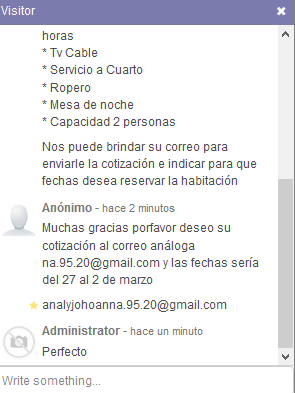 Visitor
horas
* Tv Cable
* Servicio a Cuarto
* Ropero
* Mesa de noche
* Capacidad 2 personas
Nos puede brindar su correo para
enviarle la cotización e indicar para que
fechas desea reservar la habitación
Anónimo - hace 2 minutos
Muchas gracias porfavor deseo su
cotización al correo análoga
na.95.20@gmail.com y las fechas sería
del 27 al 2 de marzo
analyjohoanna.95.20@gmail.com
Administrator - hace un minuto
Perfecto
Write something...